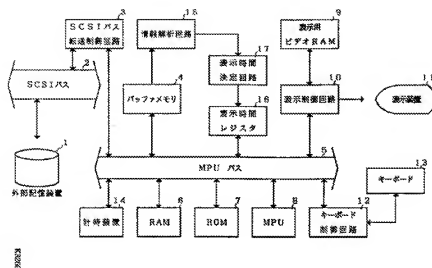 3
SCSIバス
転送制御回路
15
情報解析回路
17
表示時間
決定回路
9
表示用
ビデオRAM
2
SCSIバス
4
バッファメモリ
16
表示時間
レジスタ
10
表示制御回路
11
表示装置
1
外部記憶装置
5
MPU バス
13
キーボード
14
計時装置
6
RAM
7
ROM
8
MPU
12
キーボード
制御回路